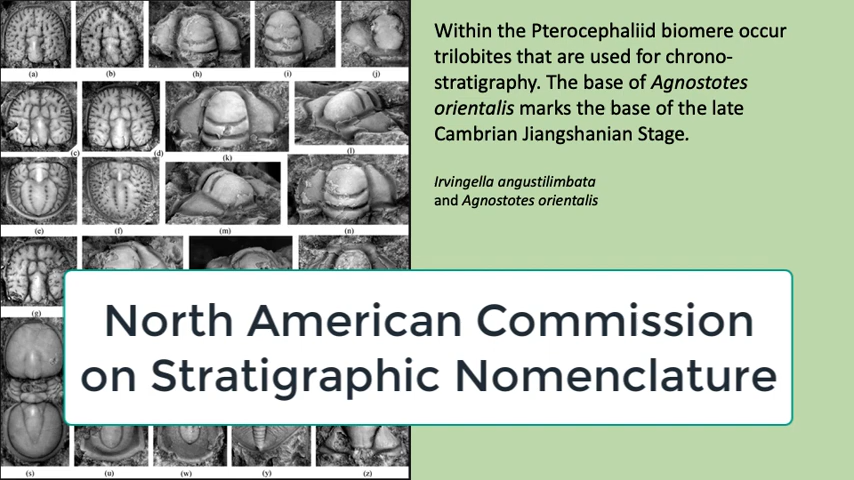 (a) (b) (h) (i) (j)
(c) (d) (k) (l)
(e) (f) (m) (n)
(g)
(s) (u) (w) (y) (z)
Within the Pterocephaliid biomere occur
trilobites that are used for chrono-
stratigraphy. The base of Agnostotes
orientalis marks the base of the late
Cambrian Jiangshanian Stage.
Irvingella angustilimbata
and Agnostotes orientalis
North American Commission
on Stratigraphic Nomenclature